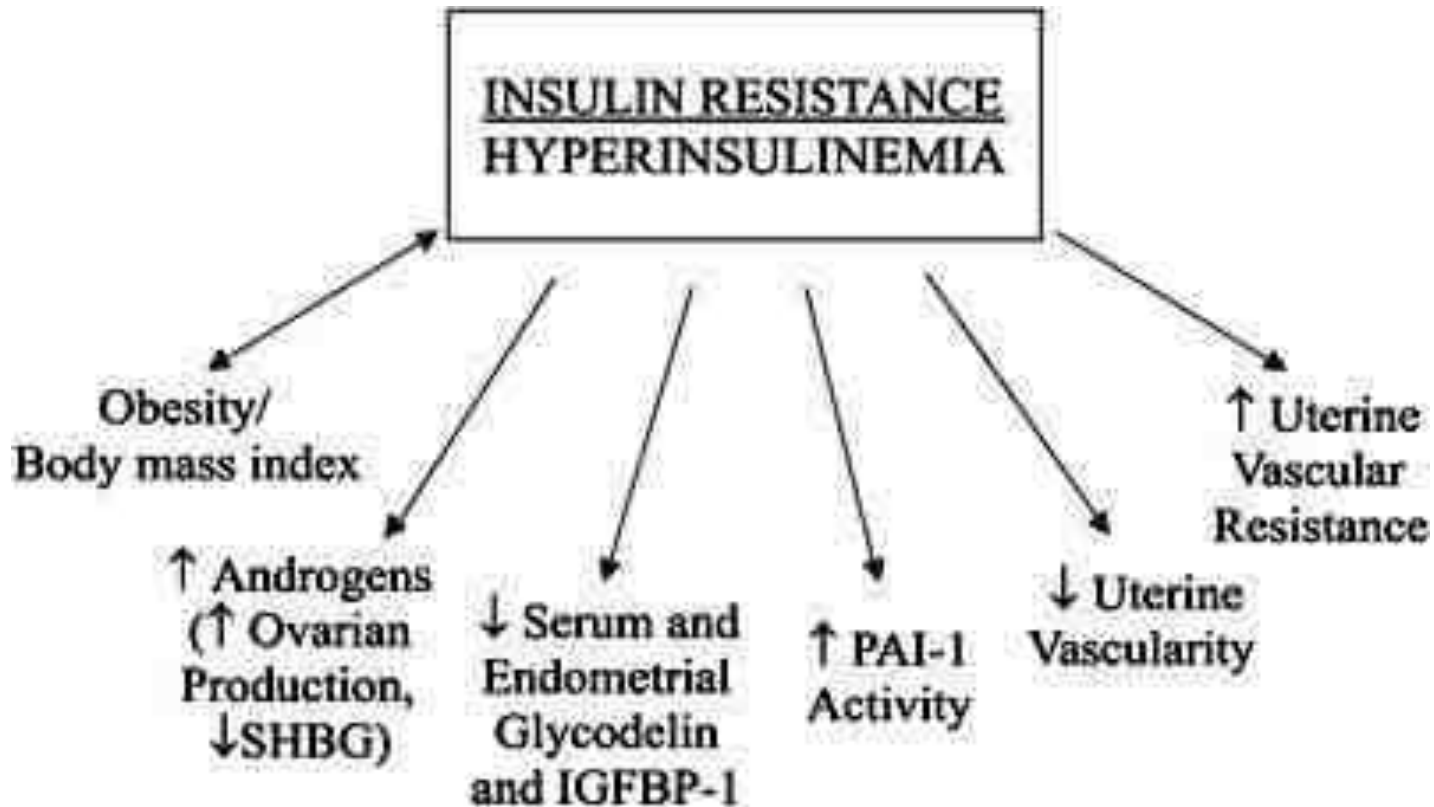 INSULIN RESISTANCE
HYPERINSULINEMIA
Obesity/
Body mass index
↑ Androgens
(↑ Ovarian
Production,
↓SHBG)
↓ Serum and
Endometrial
Glycodelin
and IGFBP-1
↑ PAI-1
Activity
↓ Uterine
Vascularity
↑ Uterine
Vascular
Resistance